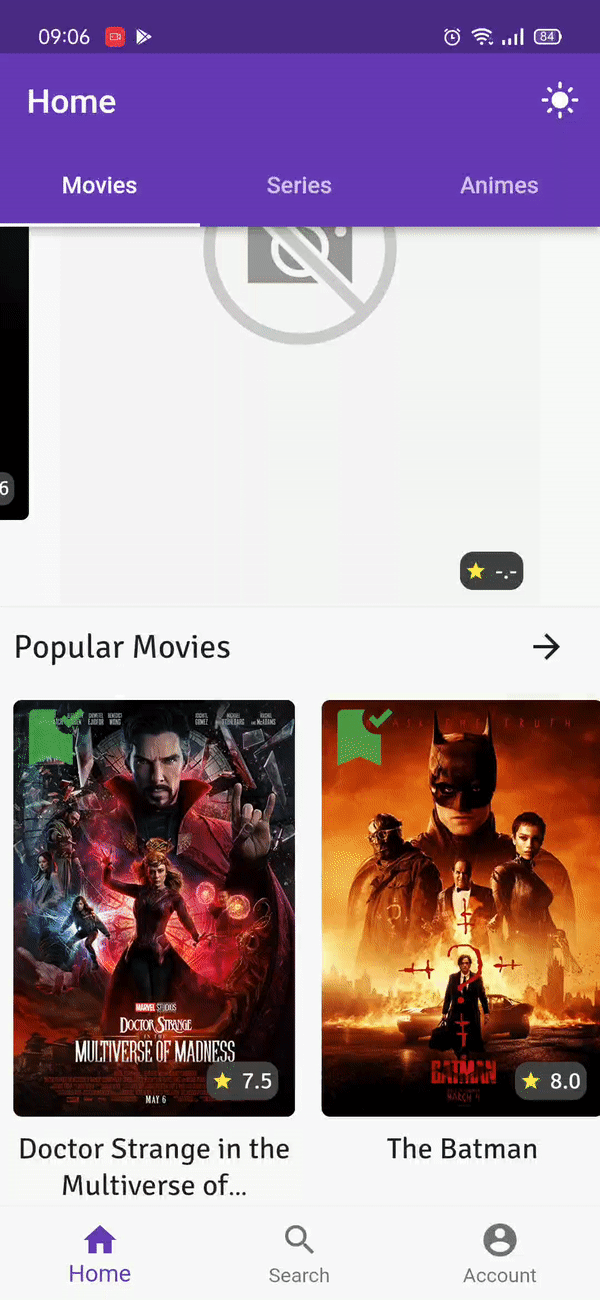 09:06
84
Home
Movies Series Animes
6
-.-
Popular Movies
MARVEL STUDIOS
DOCTOR STRANGE
IN THE
MULTIVERSE OF MADNESS
MAY 6
7.5
THE BATMAN
MARCH 4
8.0
Doctor Strange in the
Multiverse of...
The Batman
Home Search Account